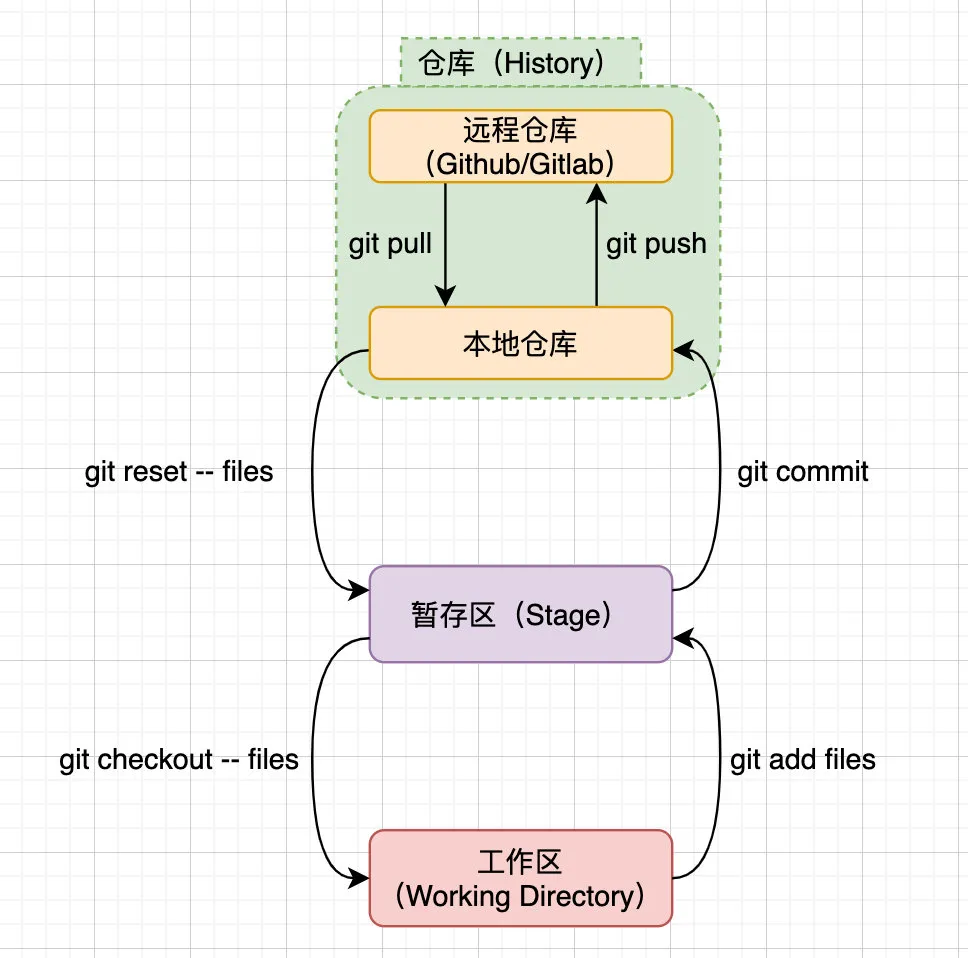 仓库（History）
远程仓库
（Github/Gitlab）
git pull
git push
本地仓库
git reset -- files
git commit
暂存区（Stage）
git checkout -- files
git add files
工作区
（Working Directory）